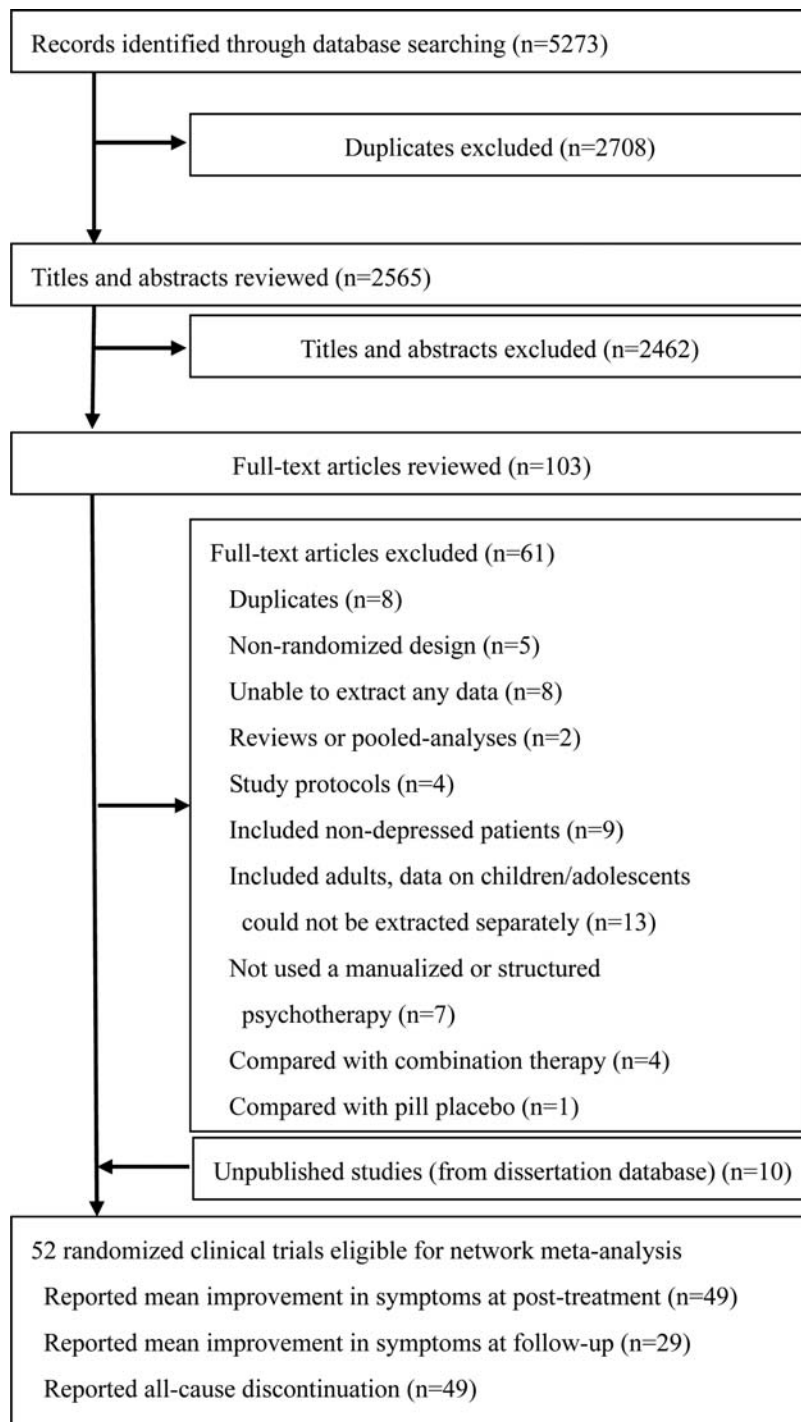 Records identified through database searching (n=5273)
Duplicates excluded (n=2708)
Titles and abstracts reviewed (n=2565)
Titles and abstracts excluded (n=2462)
Full-text articles reviewed (n=103)
Full-text articles excluded (n=61)
Duplicates (n=8)
Non-randomized design (n=5)
Unable to extract any data (n=8)
Reviews or pooled-analyses (n=2)
Study protocols (n=4)
Included non-depressed patients (n=9)
Included adults, data on children/adolescents
could not be extracted separately (n=13)
Not used a manualized or structured
psychotherapy (n=7)
Compared with combination therapy (n=4)
Compared with pill placebo (n=1)
Unpublished studies (from dissertation database) (n=10)
52 randomized clinical trials eligible for network meta-analysis
Reported mean improvement in symptoms at post-treatment (n=49)
Reported mean improvement in symptoms at follow-up (n=29)
Reported all-cause discontinuation (n=49)